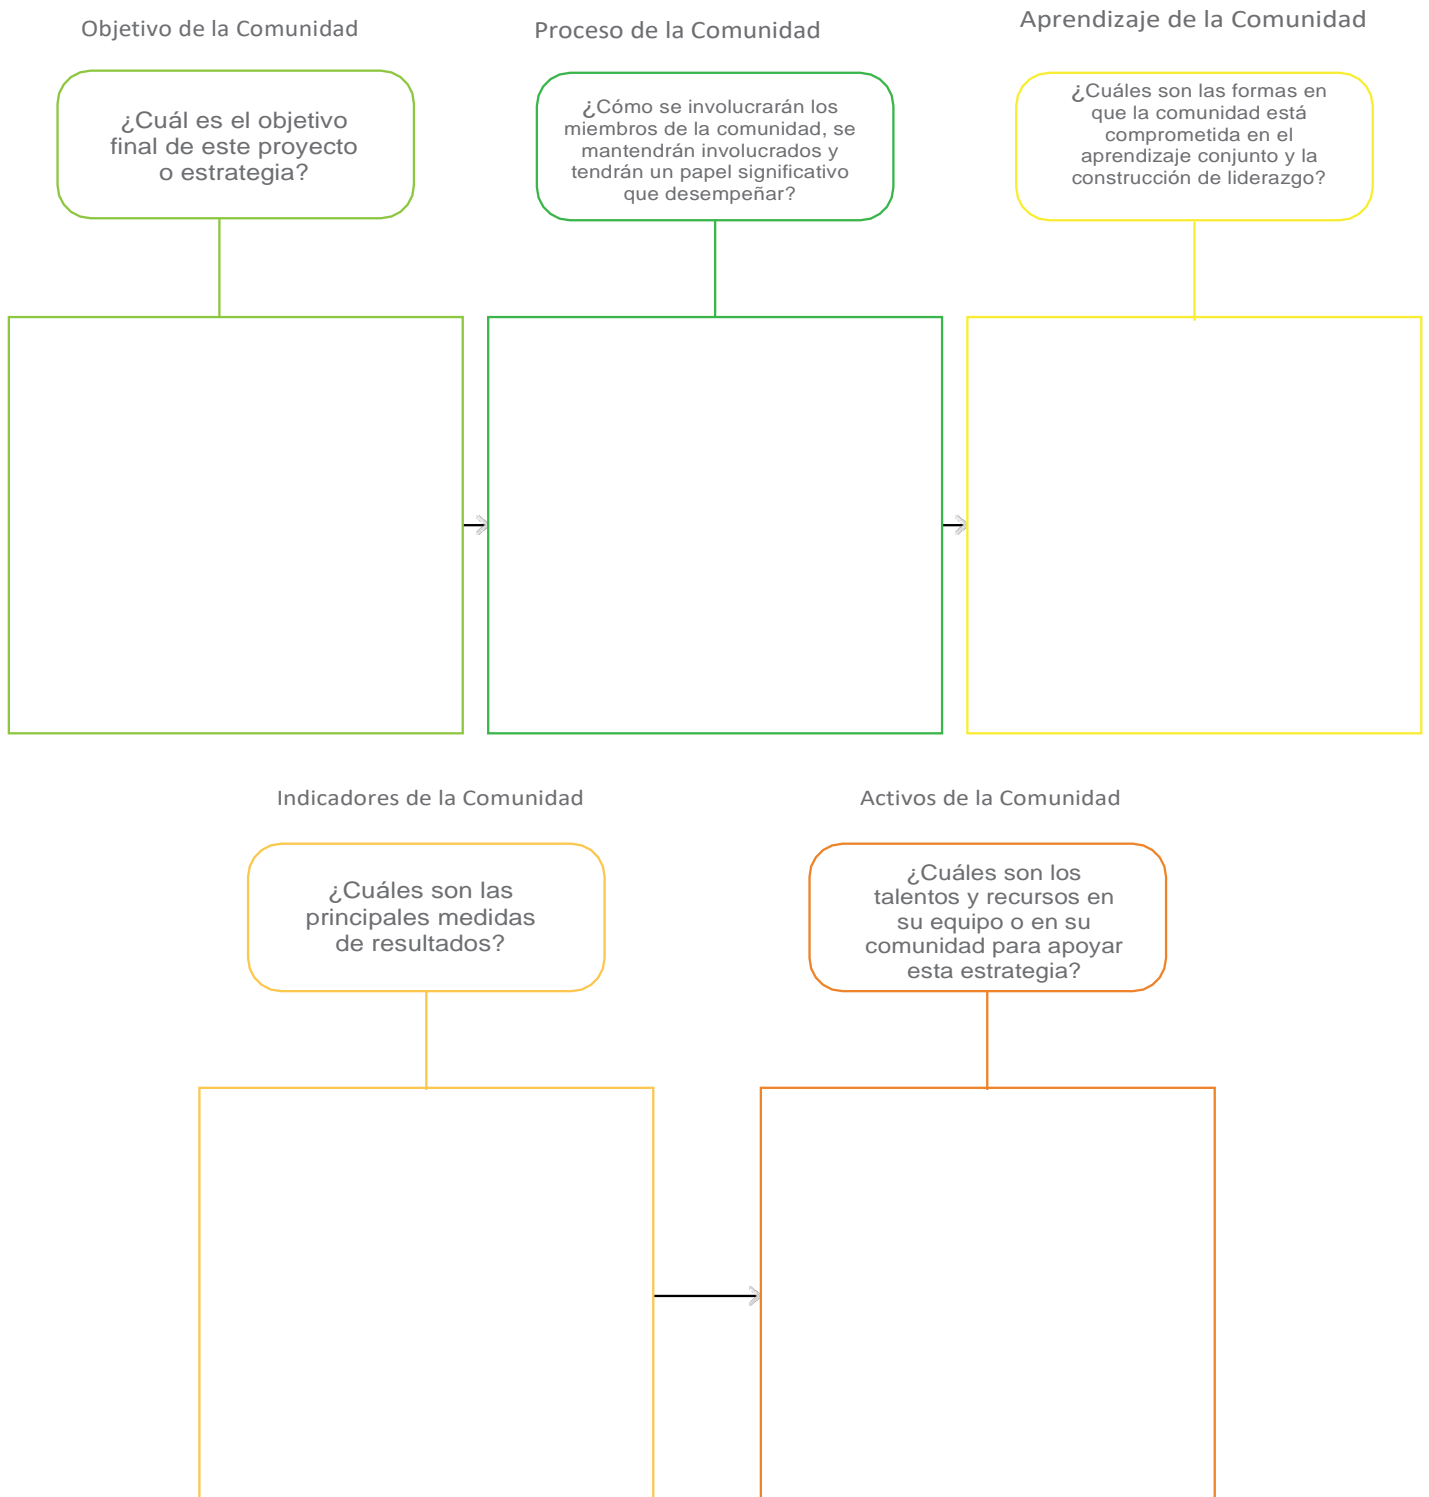 Objetivo de la Comunidad
¿Cuál es el objetivo
final de este proyecto
o estrategia?
Proceso de la Comunidad
¿Cómo se involucrarán los
miembros de la comunidad, se
mantendrán involucrados y
tendrán un papel significativo
que desempeñar?
Aprendizaje de la Comunidad
¿Cuáles son las formas en
que la comunidad está
comprometida en el
aprendizaje conjunto y la
construcción de liderazgo?
Indicadores de la Comunidad
¿Cuáles son las
principales medidas
de resultados?
Activos de la Comunidad
¿Cuáles son los
talentos y recursos en
su equipo o en su
comunidad para apoyar
esta estrategia?